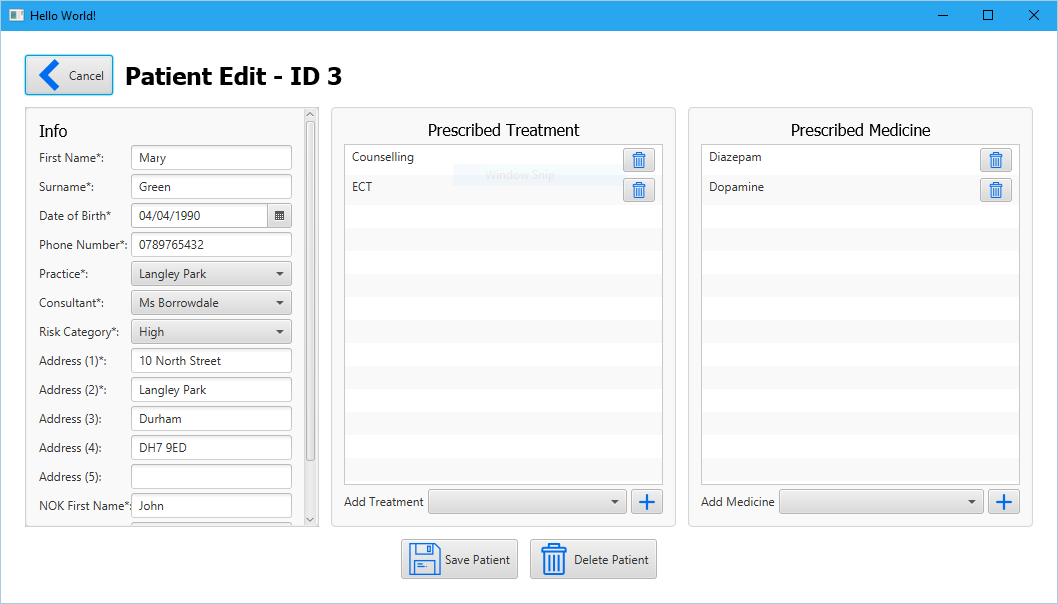 Hello World!
Cancel
Patient Edit - ID 3
Info
First Name*: Mary
Surname*: Green
Date of Birth* 04/04/1990
Phone Number*: 0789765432
Practice*: Langley Park
Consultant*: Ms Borrowdale
Risk Category*: High
Address (1)*: 10 North Street
Address (2)*: Langley Park
Address (3): Durham
Address (4): DH7 9ED
Address (5):
NOK First Name*: John
Prescribed Treatment
Counselling
Window Snip
ECT
Add Treatment
Prescribed Medicine
Diazepam
Dopamine
Add Medicine
Save Patient
Delete Patient